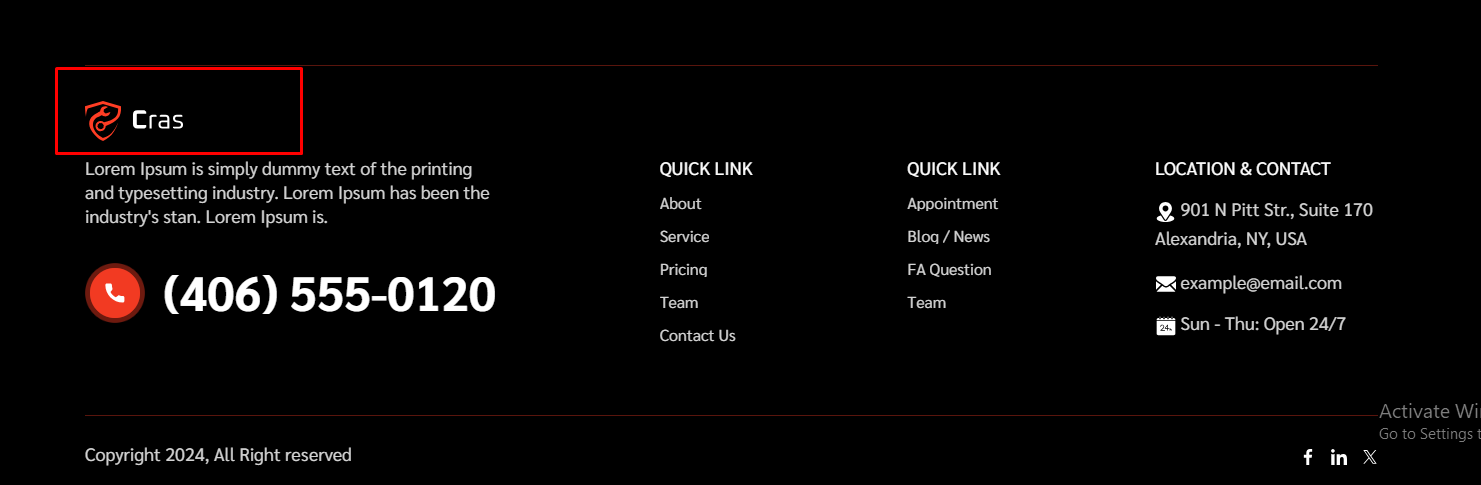 Cras
Lorem Ipsum is simply dummy text of the printing
and typesetting industry. Lorem Ipsum has been the
industry's stan. Lorem Ipsum is.
(406) 555-0120
QUICK LINK
About
Service
Pricing
Team
Contact Us
QUICK LINK
Appointment
Blog / News
FA Question
Team
LOCATION & CONTACT
901 N Pitt Str., Suite 170
Alexandria, NY, USA
example@email.com
24
Sun - Thu: Open 24/7
Activate Wi
Go to Settings t
Copyright 2024, All Right reserved
f in X